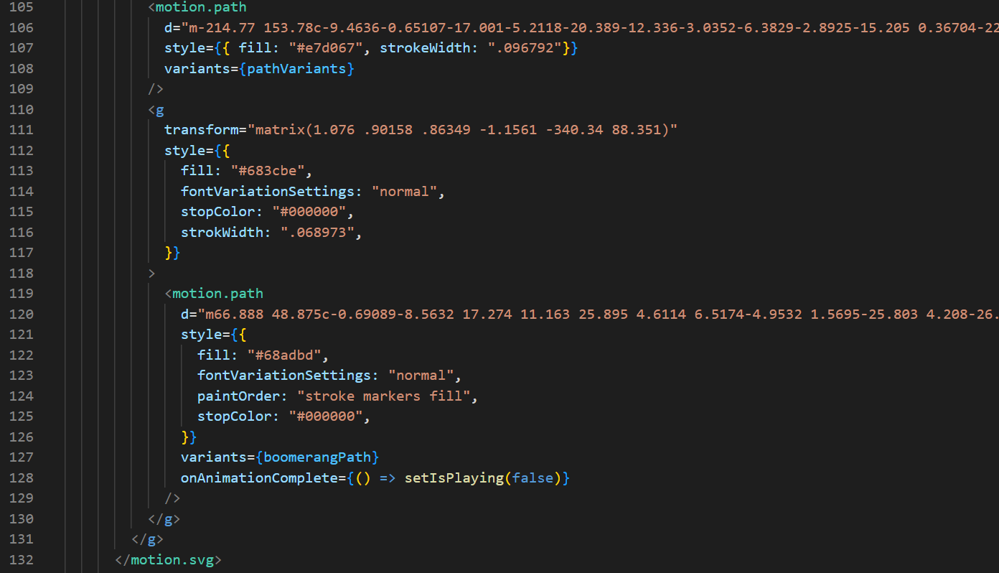 105 <motion.path
106 d="m-214.77 153.78c-9.4636-0.65107-17.001-5.2118-20.389-12.336-3.0352-6.3829-2.8925-15.205 0.36704-22
107 style={{ fill: "#e7d067", strokeWidth: ".096792"}}
108 variants={pathVariants}
109 />
110 <g
111 transform="matrix(1.076 .90158 .86349 -1.1561 -340.34 88.351)"
112 style={{
113 fill: "#683cbe",
114 fontVariationSettings: "normal",
115 stopColor: "#000000",
116 strokWidth: ".068973",
117 }}
118 >
119 <motion.path
120 d="m66.888 48.875c-0.69089-8.5632 17.274 11.163 25.895 4.6114 6.5174-4.9532 1.5695-25.803 4.208-26.
121 style={{
122 fill: "#68adbd",
123 fontVariationSettings: "normal",
124 paintOrder: "stroke markers fill",
125 stopColor: "#000000",
126 }}
127 variants={boomerangPath}
128 onAnimationComplete={() => setIsPlaying(false)}
129 />
130 </g>
131 </g>
132 </motion.svg>